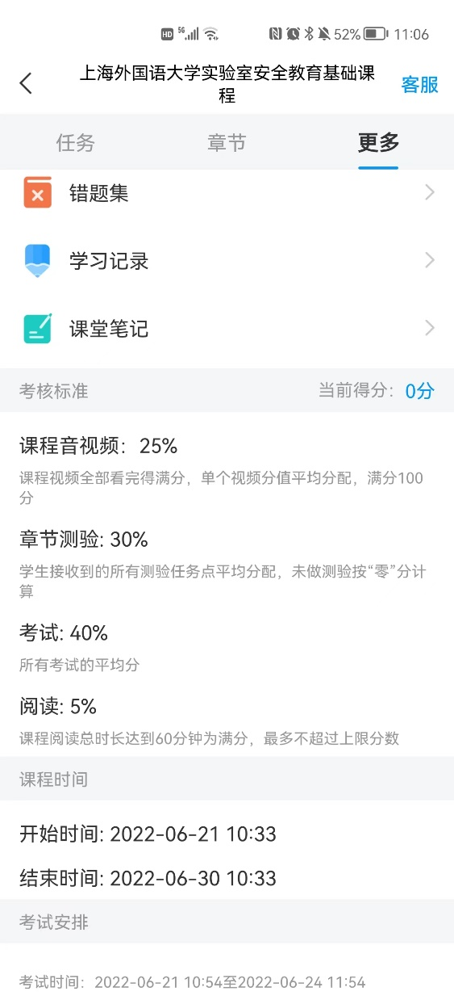 HD 5G 52% 11:06
上海外国语大学实验室安全教育基础课
程
客服
任务 章节 更多
错题集
学习记录
课堂笔记
考核标准 当前得分: 0分
课程音视频: 25%
课程视频全部看完得满分，单个视频分值平均分配，满分100
分
章节测验: 30%
学生接收到的所有测验任务点平均分配，未做测验按“零”分计
算
考试: 40%
所有考试的平均分
阅读: 5%
课程阅读总时长达到60分钟为满分，最多不超过上限分数
课程时间
开始时间: 2022-06-21 10:33
结束时间: 2022-06-30 10:33
考试安排
考试时间: 2022-06-21 10:54至2022-06-24 11:54